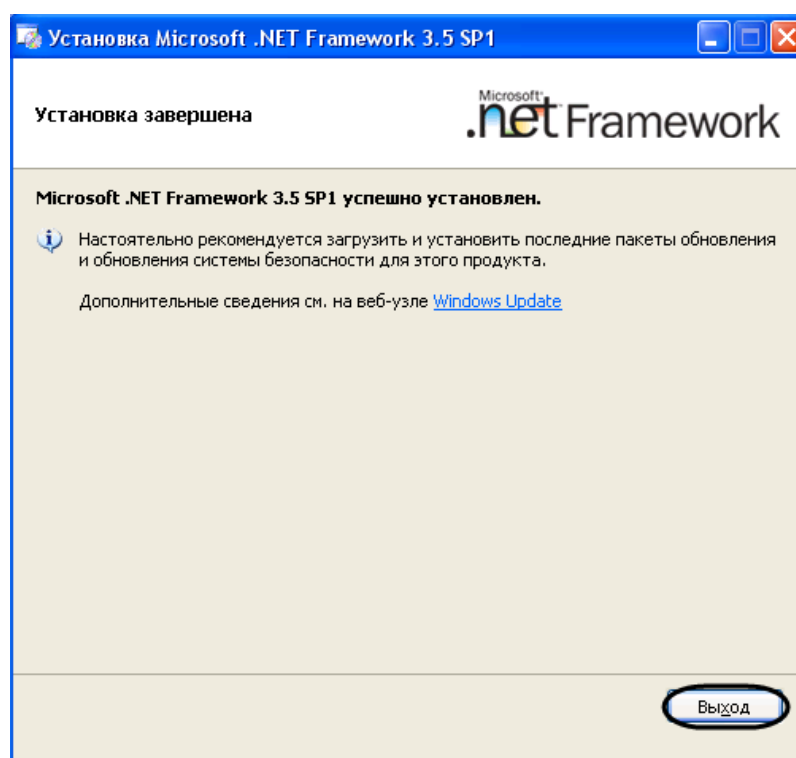 Установка Microsoft .NET Framework 3.5 SP1
Установка завершена
Microsoft
.net Framework
Microsoft .NET Framework 3.5 SP1 успешно установлен.
Настоятельно рекомендуется загрузить и установить последние пакеты обновления
и обновления системы безопасности для этого продукта.
Дополнительные сведения см. на веб-узле Windows Update
Выход